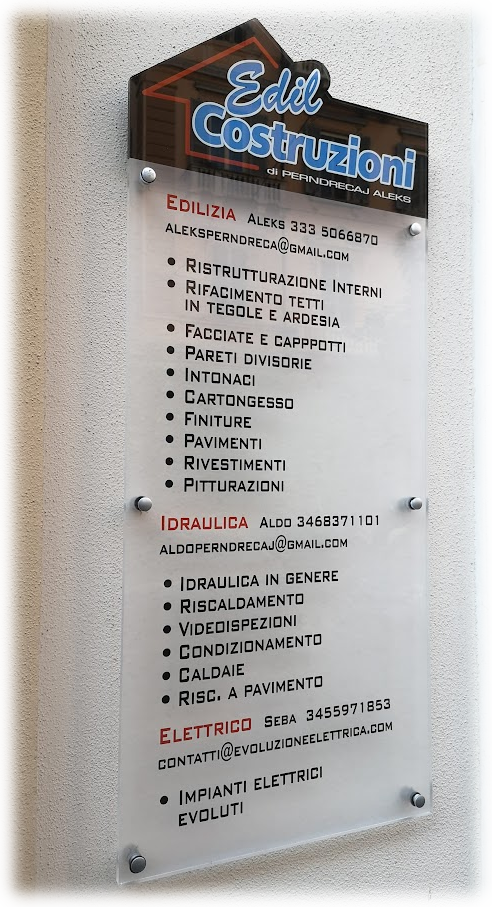 Edil
Costruzioni
di PERNDRECAJ ALEKS
EDILIZIA ALEKS 333 5066870
ALEKSPERNDRECA@GMAIL.COM
• RISTRUTTURAZIONE INTERNI
• RIFACIMENTO TETTI
IN TEGOLE E ARDESIA
• FACCIATE E CAPPPOTTI
• PARETI DIVISORIE
• INTONACI
• CARTONGESSO
• FINITURE
• PAVIMENTI
• RIVESTIMENTI
• PITTURAZIONI
IDRAULICA ALDO 3468371101
ALDOPERNDRECAJ@GMAIL.COM
• IDRAULICA IN GENERE
• RISCALDAMENTO
• VIDEOISPEZIONI
• CONDIZIONAMENTO
• CALDAIE
• RISC. A PAVIMENTO
ELETTRICO SEBA 3455971853
CONTATTI@EVOLUZIONEELETTRICA.COM
• IMPIANTI ELETTRICI
EVOLUTI